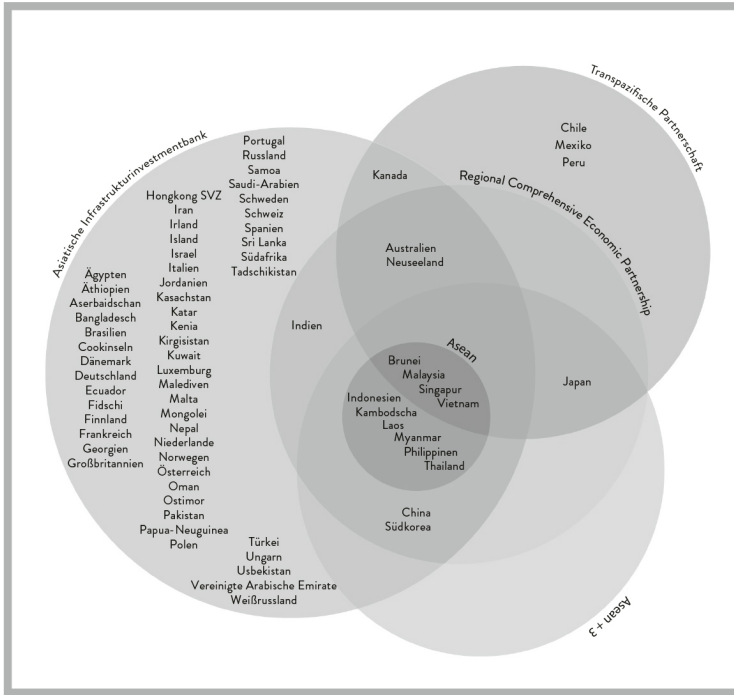 Transpazifische Partnerschaft
Chile
Mexiko
Peru
Asiatische Infrastrukturinvestmentbank
Portugal
Russland
Samoa
Saudi-Arabien
Schweden
Schweiz
Spanien
Sri Lanka
Südafrika
Tadschikistan
Hongkong SVZ
Iran
Irland
Island
Israel
Italien
Jordanien
Kasachstan
Katar
Kenia
Kirgisistan
Kuwait
Luxemburg
Malediven
Malta
Mongolei
Nepal
Niederlande
Norwegen
Österreich
Oman
Ostimor
Pakistan
Papua-Neuguinea
Polen
Ägypten
Äthiopien
Aserbaidschan
Bangladesch
Brasilien
Cookinseln
Dänemark
Deutschland
Ecuador
Fidschi
Finnland
Frankreich
Georgien
Großbritannien
Türkei
Ungarn
Usbekistan
Vereinigte Arabische Emirate
Weißrussland
Kanada
Regional Comprehensive Economic Partnership
Australien
Neuseeland
Indien
Asean
Brunei
Malaysia
Singapur
Vietnam
Indonesien
Kambodscha
Laos
Myanmar
Philippinen
Thailand
Japan
China
Südkorea
Asean + 3